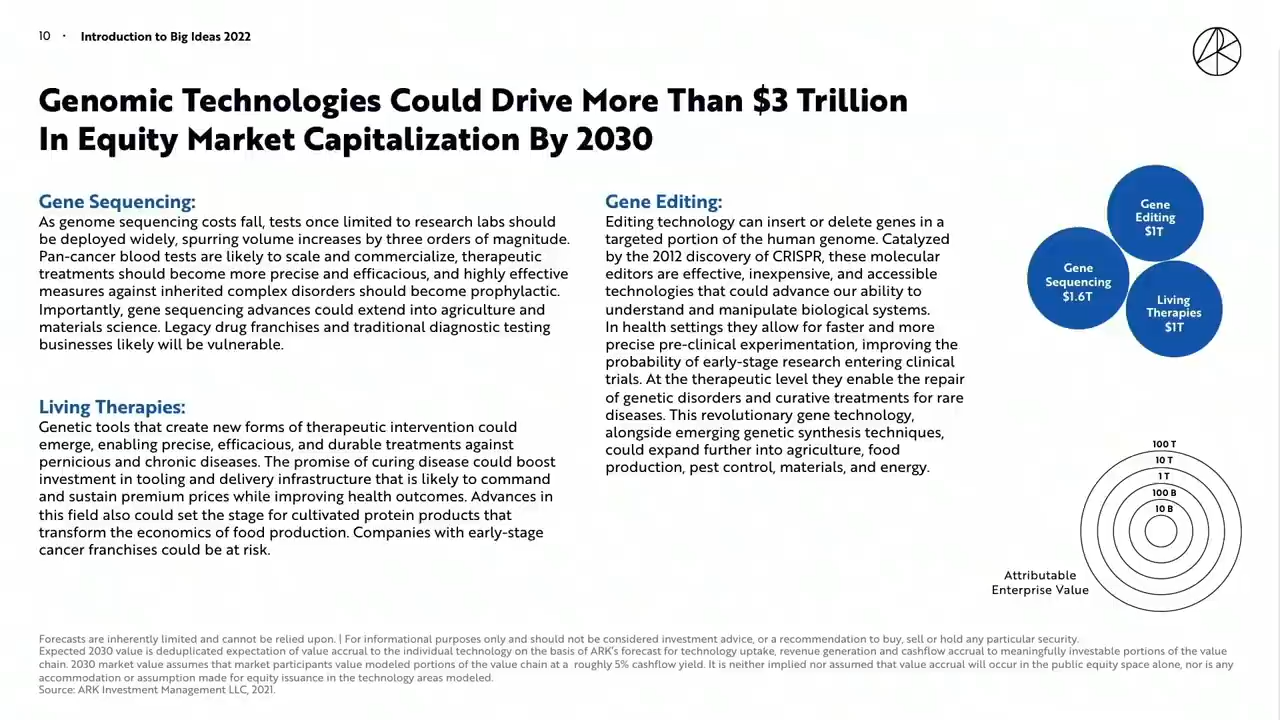 10 · Introduction to Big Ideas 2022
Genomic Technologies Could Drive More Than $3 Trillion
In Equity Market Capitalization By 2030
Gene Sequencing:
As genome sequencing costs fall, tests once limited to research labs should
be deployed widely, spurring volume increases by three orders of magnitude.
Pan-cancer blood tests are likely to scale and commercialize, therapeutic
treatments should become more precise and efficacious, and highly effective
measures against inherited complex disorders should become prophylactic.
Importantly, gene sequencing advances could extend into agriculture and
materials science. Legacy drug franchises and traditional diagnostic testing
businesses likely will be vulnerable.
Living Therapies:
Genetic tools that create new forms of therapeutic intervention could
emerge, enabling precise, efficacious, and durable treatments against
pernicious and chronic diseases. The promise of curing disease could boost
investment in tooling and delivery infrastructure that is likely to command
and sustain premium prices while improving health outcomes. Advances in
this field also could set the stage for cultivated protein products that
transform the economics of food production. Companies with early-stage
cancer franchises could be at risk.
Gene Editing:
Editing technology can insert or delete genes in a
targeted portion of the human genome. Catalyzed
by the 2012 discovery of CRISPR, these molecular
editors are effective, inexpensive, and accessible
technologies that could advance our ability to
understand and manipulate biological systems.
In health settings they allow for faster and more
precise pre-clinical experimentation, improving the
probability of early-stage research entering clinical
trials. At the therapeutic level they enable the repair
of genetic disorders and curative treatments for rare
diseases. This revolutionary gene technology,
alongside emerging genetic synthesis techniques,
could expand further into agriculture, food
production, pest control, materials, and energy.
Gene
Editing
$1T
Gene
Sequencing
$1.6T
Living
Therapies
$1T
100 T
10 T
1 T
100 B
10 B
Attributable
Enterprise Value
Forecasts are inherently limited and cannot be relied upon. | For informational purposes only and should not be considered investment advice, or a recommendation to buy, sell or hold any particular security.
Expected 2030 value is deduplicated expectation of value accrual to the individual technology on the basis of ARK's forecast for technology uptake, revenue generation and cashflow accrual to meaningfully investable portions of the value
chain. 2030 market value assumes that market participants value modeled portions of the value chain at a roughly 5% cashflow yield. It is neither implied nor assumed that value accrual will occur in the public equity space alone, nor is any
accommodation or assumption made for equity issuance in the technology areas modeled.
Source: ARK Investment Management LLC, 2021.